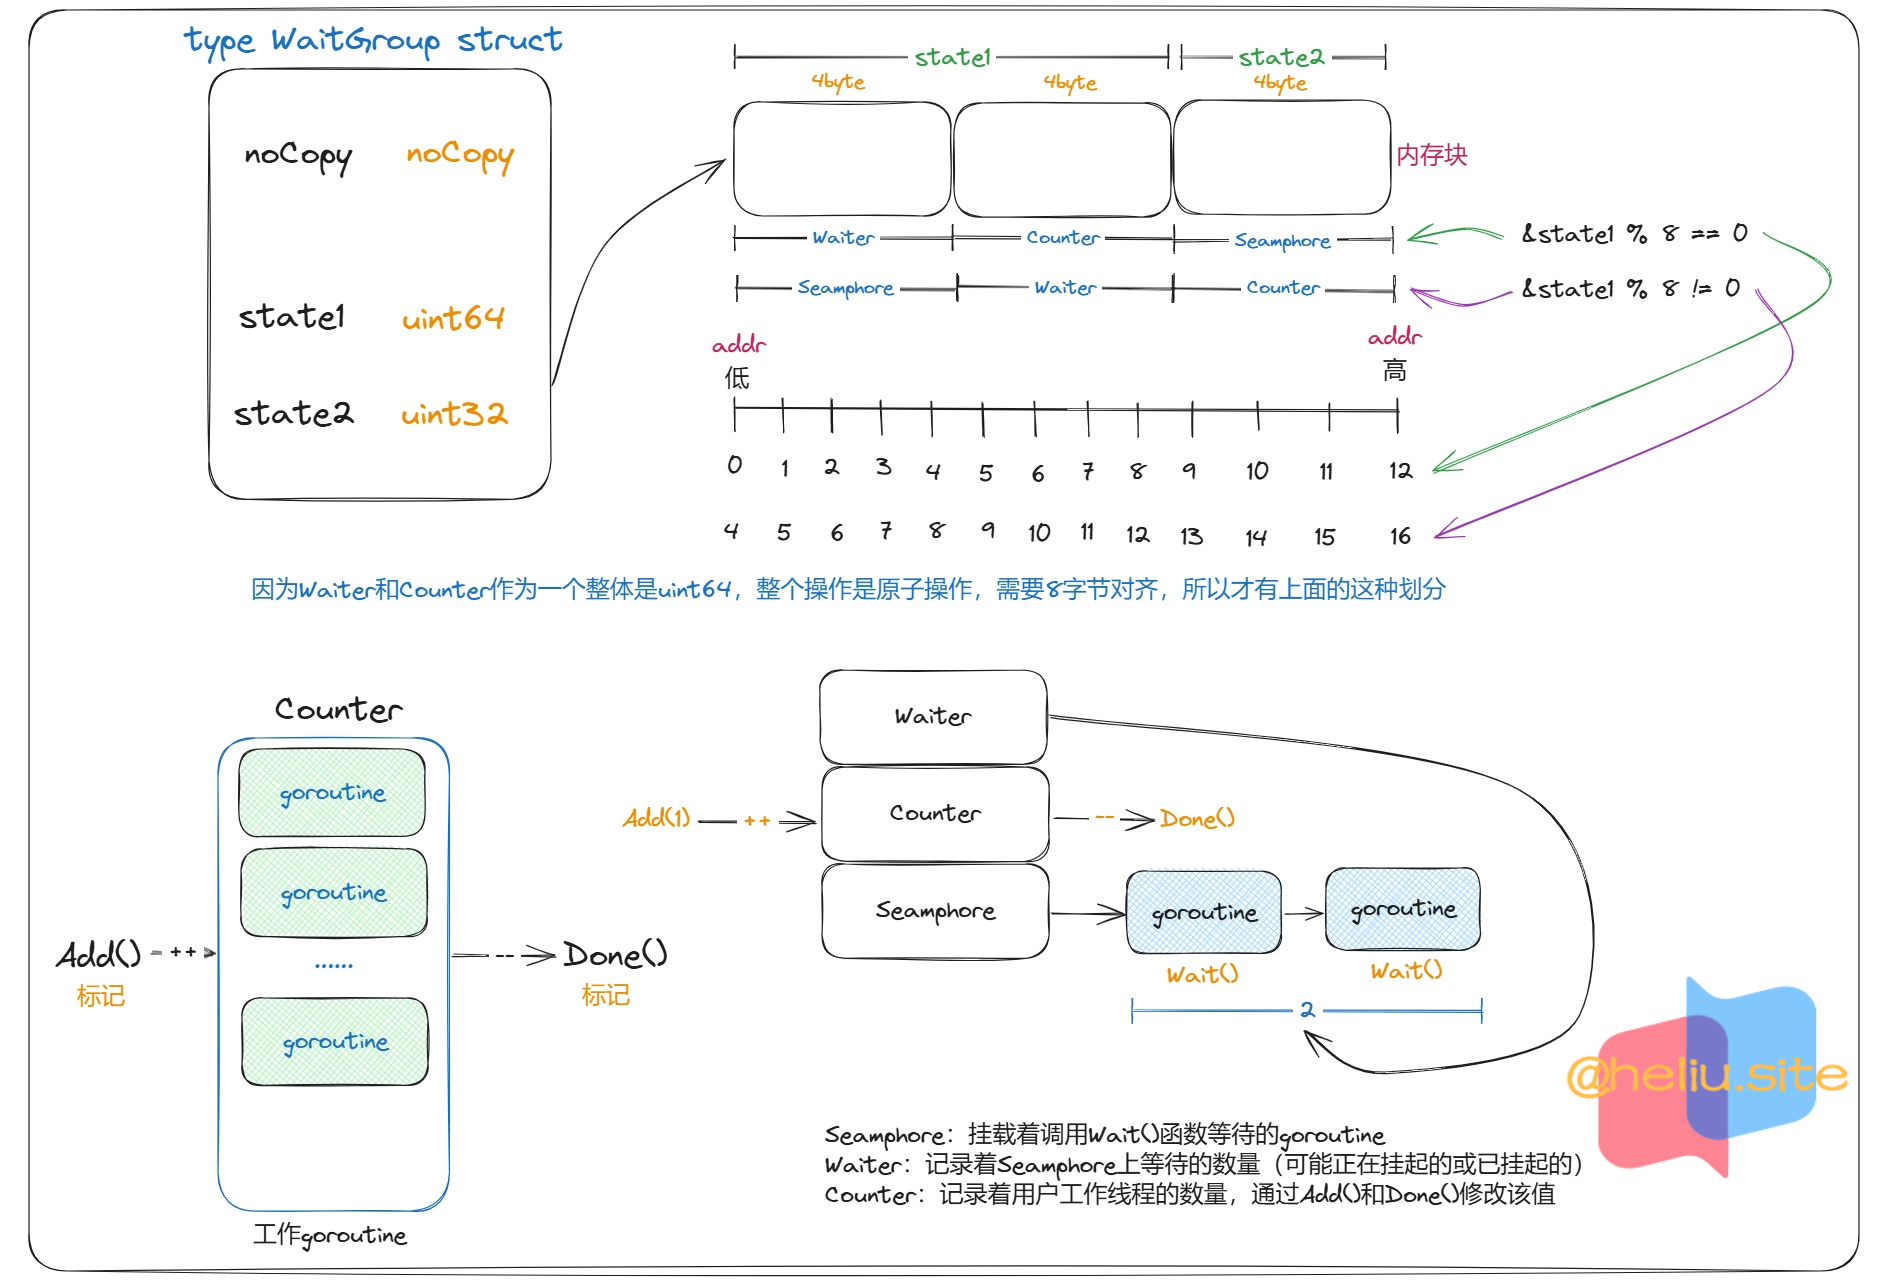 type WaitGroup struct
noCopy noCopy
state1 uint64
state2 uint32
state1 state2
4byte 4byte 4byte
内存块
Waiter Counter Seamphore
&state1 % 8 == 0
Seamphore Waiter Counter
&state1 % 8 != 0
addr addr
低 高
0 1 2 3 4 5 6 7 8 9 10 11 12
4 5 6 7 8 9 10 11 12 13 14 15 16
因为Waiter和Counter作为一个整体是uint64，整个操作是原子操作，需要8字节对齐，所以才有上面的这种划分
Counter
goroutine
goroutine
......
goroutine
Add() ++
标记
-- Done()
标记
工作goroutine
Waiter
Add(1) ++ Counter -- Done()
Seamphore goroutine goroutine
Wait() Wait()
2
@heliu.site
Seamphore：挂载着调用Wait()函数等待的goroutine
Waiter：记录着Seamphore上等待的数量（可能正在挂起的或已挂起的）
Counter：记录着用户工作线程的数量，通过Add()和Done()修改该值